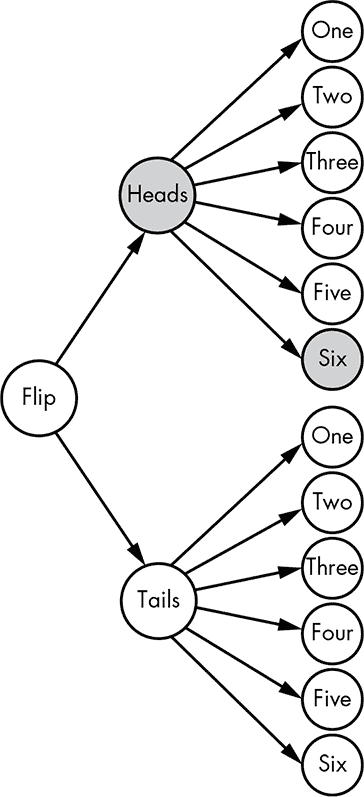 One
Two
Three
Heads
Four
Five
Six
Flip
One
Two
Three
Tails
Four
Five
Six